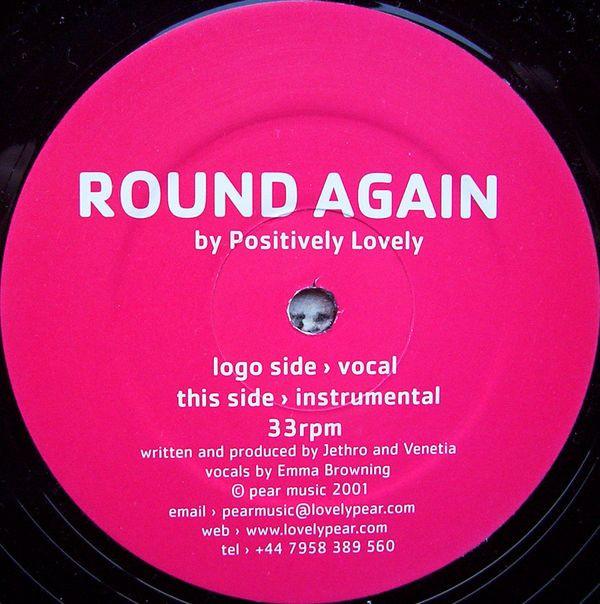 ROUND AGAIN
by Positively Lovely
logo side › vocal
this side › instrumental
33rpm
written and produced by Jethro and Venetia
vocals by Emma Browning
© pear music 2001
email › pearmusic@lovelypear.com
web › www.lovelypear.com
tel › +44 7958 389 560